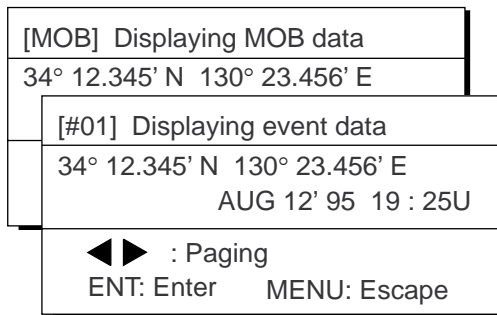 [MOB] Displaying MOB data
34° 12.345’ N 130° 23.456’ E
[#01] Displaying event data
34° 12.345’ N 130° 23.456’ E
AUG 12’ 95 19 : 25U
◀ ▶ : Paging
ENT: Enter MENU: Escape